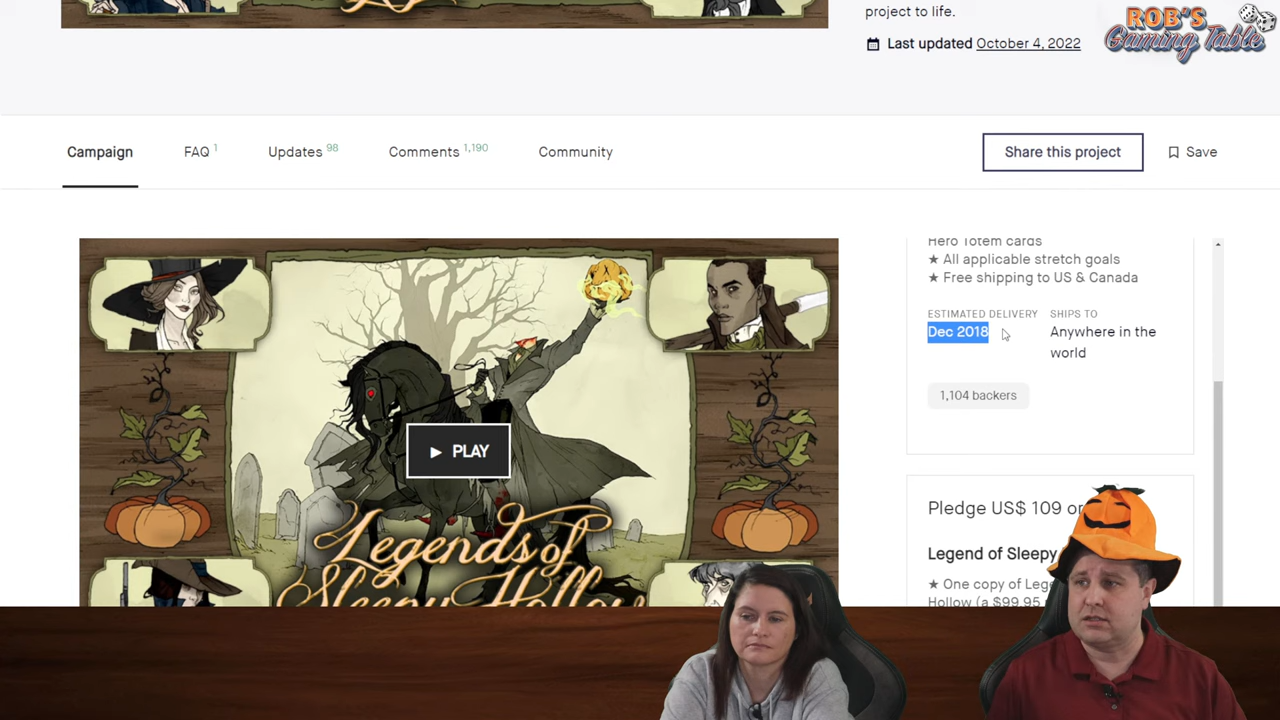 project to life.
Last updated October 4, 2022
ROB'S
Gaming Table
Campaign
FAQ 1
Updates 98
Comments 1,190
Community
Share this project
Save
Hero Totem cards
★ All applicable stretch goals
★ Free shipping to US & Canada
ESTIMATED DELIVERY
Dec 2018
SHIPS TO
Anywhere in the
world
1,104 backers
▶ PLAY
Legends of
Sleepy Hollow
Pledge US$ 109 or
Legend of Sleepy
★ One copy of Lege
Hollow (a $99.95